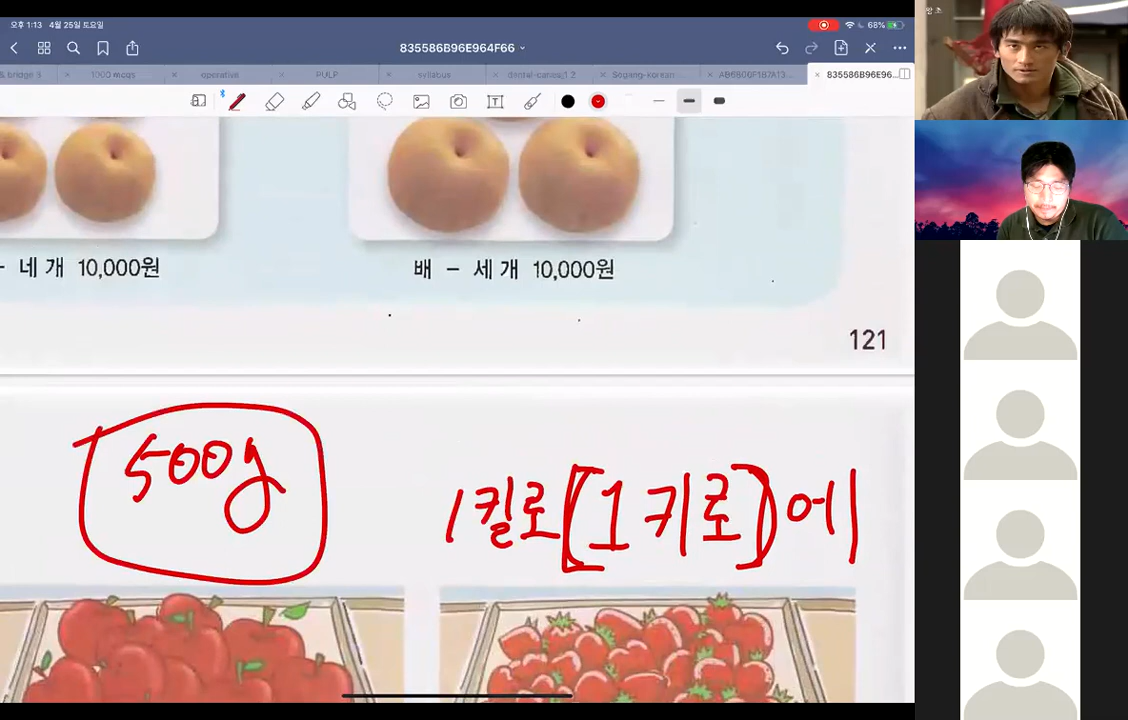 오후 1:13 4월 25일 토요일
68%
835586B96E964F66
& bridge 5
1000 mcqs
operative
PULP
syllabus
dental-caries(1 2
Sogang-korean
AB6800F187A13...
835586B96E96...
- 네 개 10,000원
배 - 세 개 10,000원
121
500g
1킬로[1키로]에